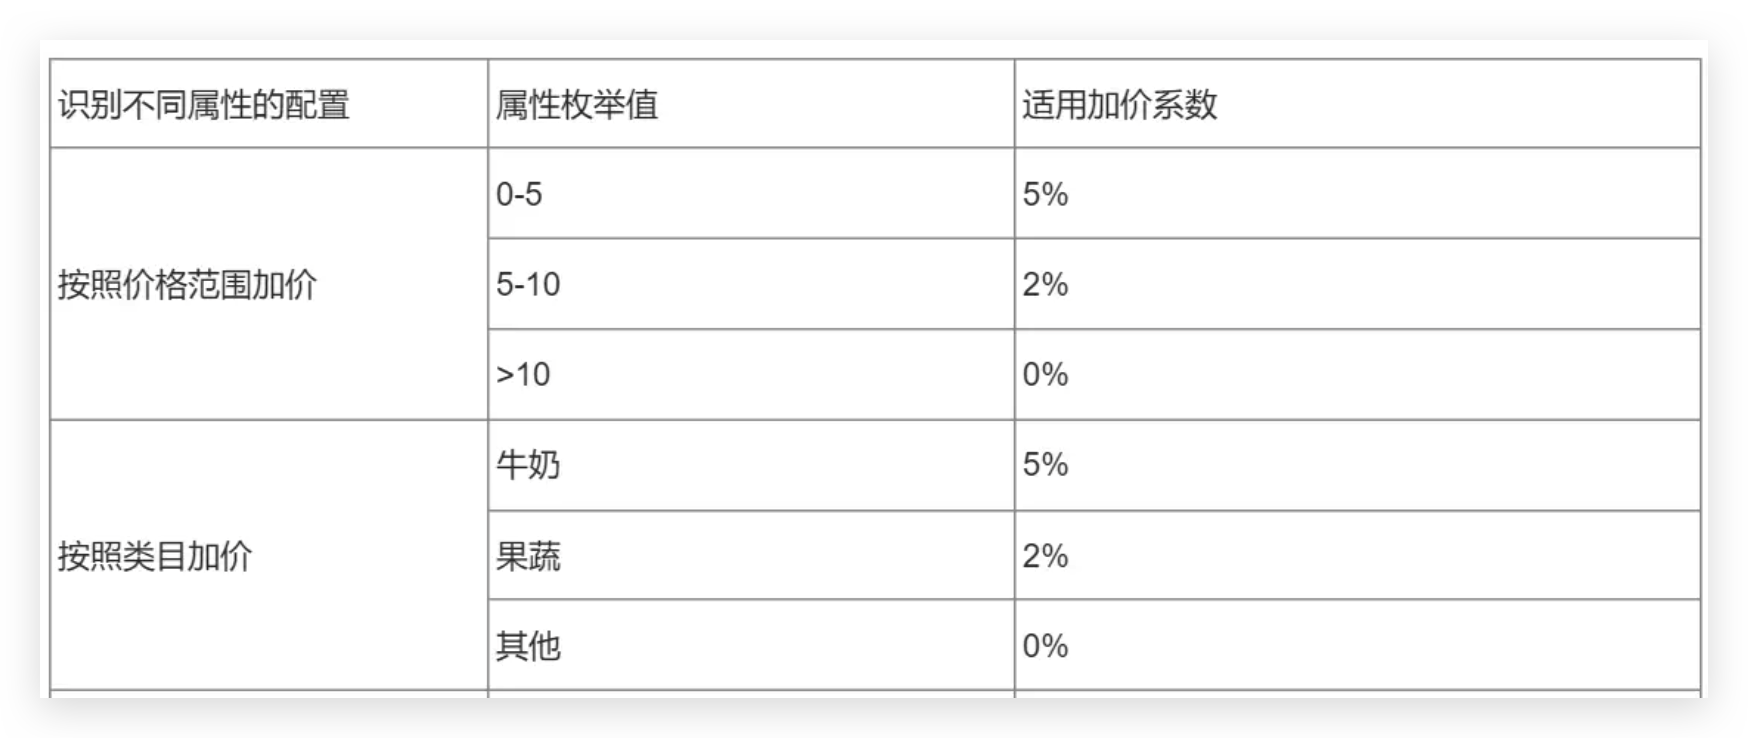 识别不同属性的配置 属性枚举值 适用加价系数
按照价格范围加价 0-5 5%
5-10 2%
>10 0%
按照类目加价 牛奶 5%
果蔬 2%
其他 0%